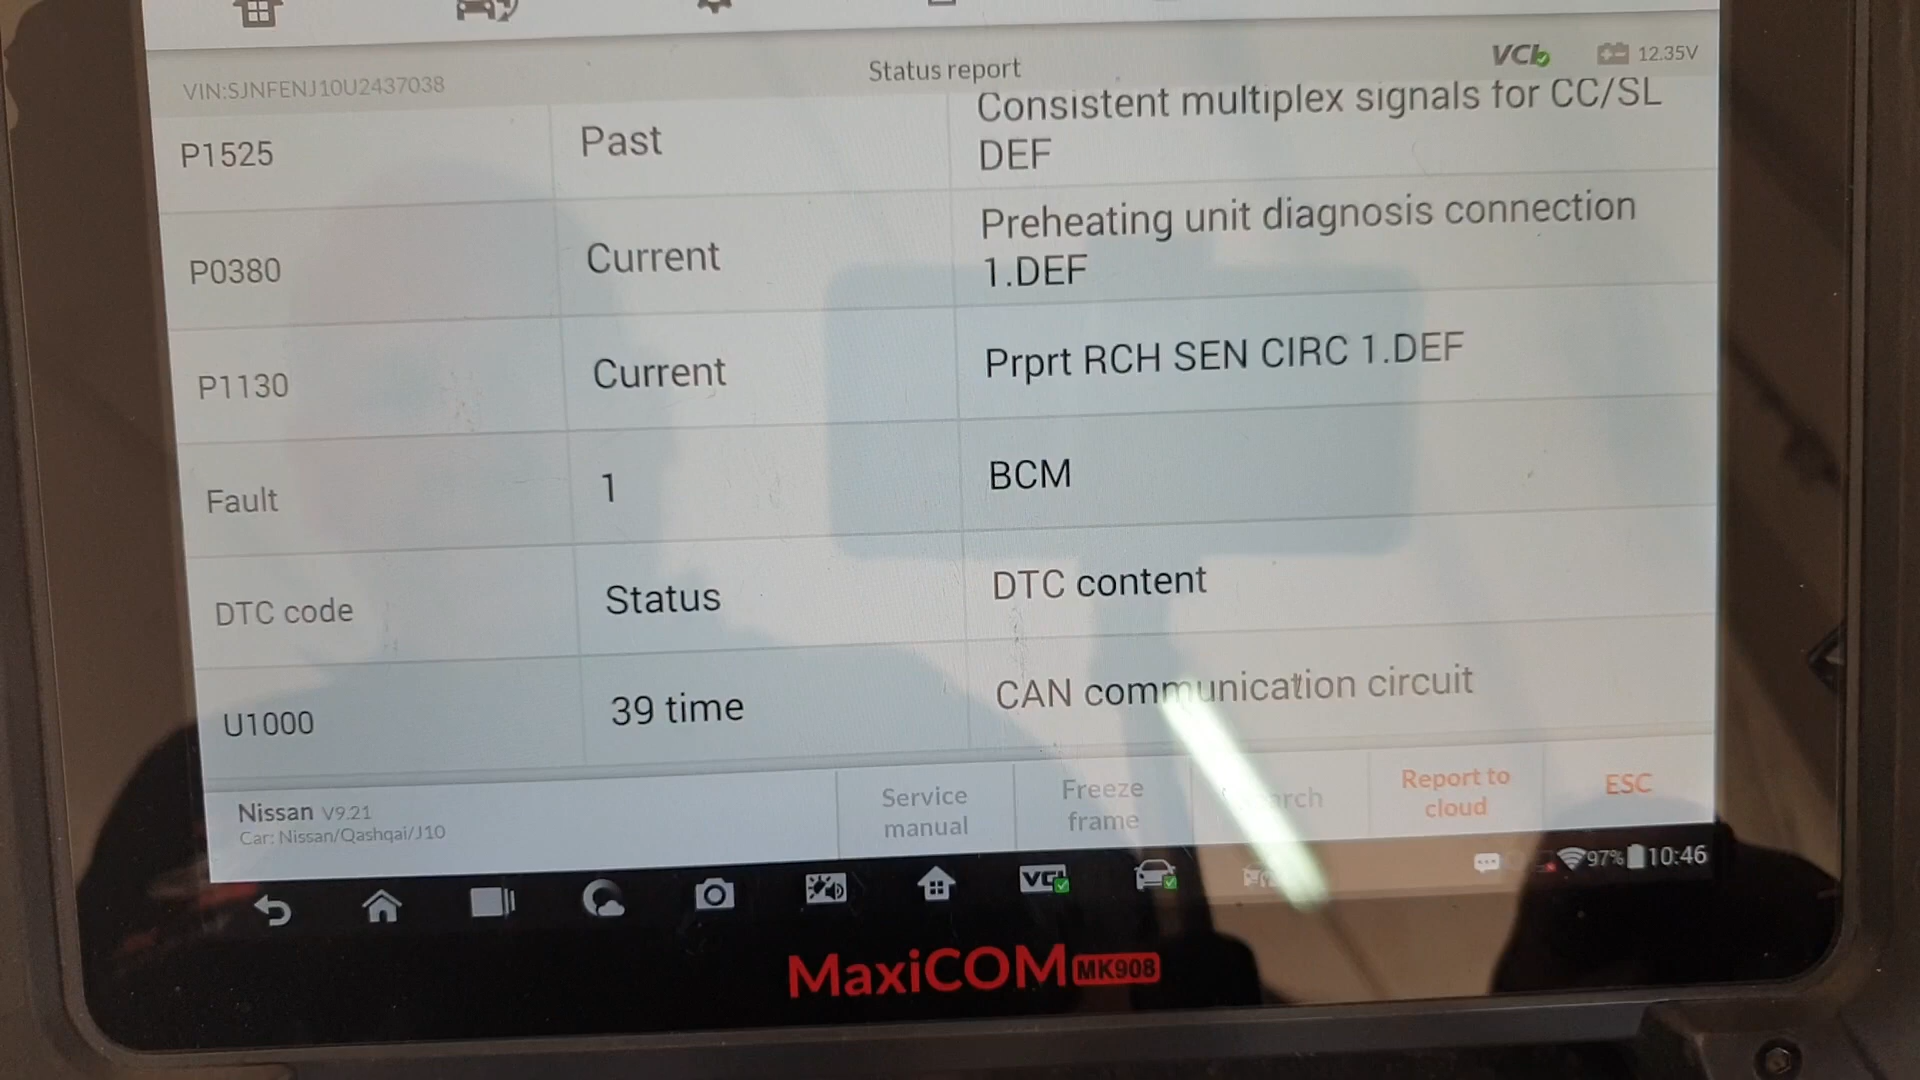 VIN:SJNFENJ10U2437038
Status report
VCI
12.35V
P1525
Past
Consistent multiplex signals for CC/SL
DEF
P0380
Current
Preheating unit diagnosis connection
1.DEF
P1130
Current
Prprt RCH SEN CIRC 1.DEF
Fault
1
BCM
DTC code
Status
DTC content
U1000
39 time
CAN communication circuit
Nissan V9.21
Car: Nissan/Qashqai/J10
Service
manual
Freeze
frame
Report to
cloud
ESC
VCI
97%
10:46
MaxiCOM MK908